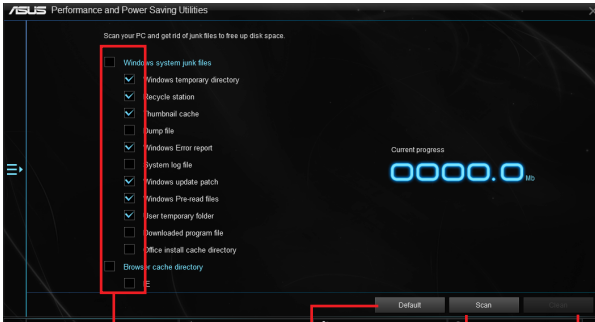 ASUS Performance and Power Saving Utilities
Scan your PC and get rid of junk files to free up disk space.
Windows system junk files
Windows temporary directory
Recycle station
Thumbnail cache
Dump file
Windows Error report
System log file
Windows update patch
Windows Pre-read files
User temporary folder
Downloaded program file
Office install cache directory
Browser cache directory
IE
Current progress
0000.0 Mb
Default
Scan
Clean